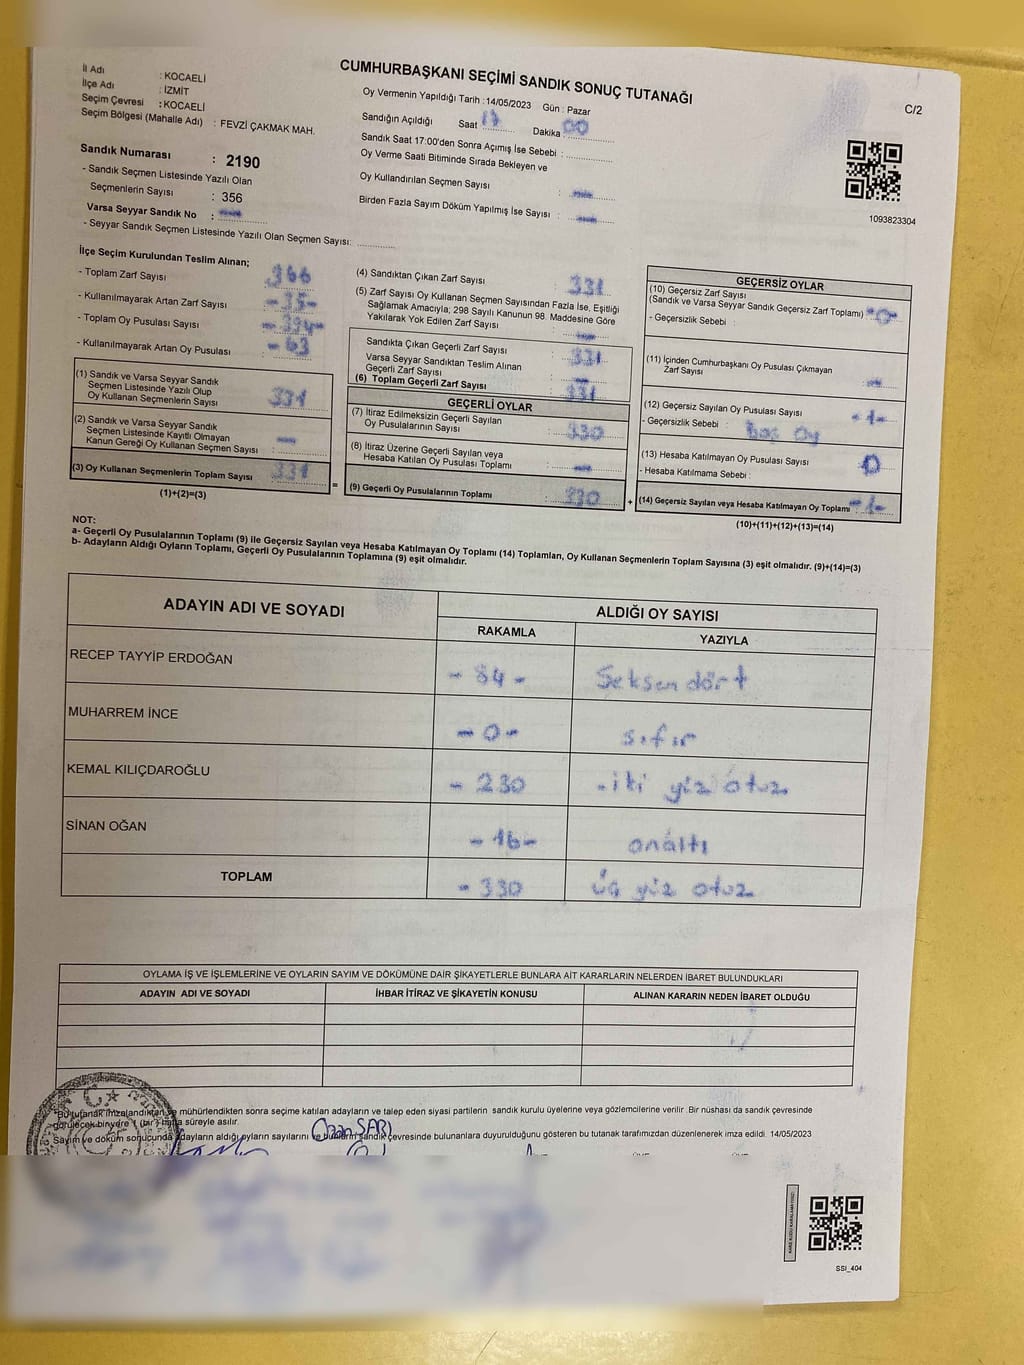 CUMHURBAŞKANI SEÇİMİ SANDIK SONUÇ TUTANAĞI
C/2
İl Adı : KOCAELİ
İlçe Adı : İZMİT
Seçim Çevresi : KOCAELİ
Seçim Bölgesi (Mahalle Adı) : FEVZİ ÇAKMAK MAH.
Oy Vermenin Yapıldığı Tarih :14/05/2023 Gün : Pazar
Sandığın Açıldığı Saat 17 Dakika 00
Sandık Saat 17:00'den Sonra Açımış İse Sebebi :
Oy Verme Saati Bitiminde Sırada Bekleyen ve
Oy Kullandırılan Seçmen Sayısı : -
Birden Fazla Sayım Döküm Yapılmış İse Sayısı : -
1093823304
Sandık Numarası : 2190
- Sandık Seçmen Listesinde Yazılı Olan
Seçmenlerin Sayısı : 356
Varsa Seyyar Sandık No : -
- Seyyar Sandık Seçmen Listesinde Yazılı Olan Seçmen Sayısı:
İlçe Seçim Kurulundan Teslim Alınan;
- Toplam Zarf Sayısı 366
- Kullanılmayarak Artan Zarf Sayısı - 35 -
- Toplam Oy Pusulası Sayısı - 394 -
- Kullanılmayarak Artan Oy Pusulası - 63
(1) Sandık ve Varsa Seyyar Sandık
Seçmen Listesinde Yazılı Olup
Oy Kullanan Seçmenlerin Sayısı : 331
(2) Sandık ve Varsa Seyyar Sandık
Seçmen Listesinde Kayıtlı Olmayan
Kanun Gereği Oy Kullanan Seçmen Sayısı : -
(3) Oy Kullanan Seçmenlerin Toplam Sayısı : 331
(1)+(2)=(3)
(4) Sandıktan Çıkan Zarf Sayısı : 331
(5) Zarf Sayısı Oy Kullanan Seçmen Sayısından Fazla İse, Eşitliği
Sağlamak Amacıyla; 298 Sayılı Kanunun 98. Maddesine Göre
Yakılarak Yok Edilen Zarf Sayısı : -
Sandıkta Çıkan Geçerli Zarf Sayısı : 331
Varsa Seyyar Sandıktan Teslim Alınan
Geçerli Zarf Sayısı : -
(6) Toplam Geçerli Zarf Sayısı : 331
GEÇERLİ OYLAR
(7) İtiraz Edilmeksizin Geçerli Sayılan
Oy Pusulalarının Sayısı : 330
(8) İtiraz Üzerine Geçerli Sayılan veya
Hesaba Katılan Oy Pusulası Toplamı : -
= (9) Geçerli Oy Pusulalarının Toplamı : 330 +
GEÇERSİZ OYLAR
(10) Geçersiz Zarf Sayısı
(Sandık ve Varsa Seyyar Sandık Geçersiz Zarf Toplamı) - 0 -
- Geçersizlik Sebebi :
(11) İçinden Cumhurbaşkanı Oy Pusulası Çıkmayan
Zarf Sayısı : -
(12) Geçersiz Sayılan Oy Pusulası Sayısı : - 1 -
- Geçersizlik Sebebi : Boş Oy
(13) Hesaba Katılmayan Oy Pusulası Sayısı : 0
- Hesaba Katılmama Sebebi :
(14) Geçersiz Sayılan veya Hesaba Katılmayan Oy Toplamı - 1 -
(10)+(11)+(12)+(13)=(14)
NOT:
a- Geçerli Oy Pusulalarının Toplamı (9) ile Geçersiz Sayılan veya Hesaba Katılmayan Oy Toplamı (14) Toplamları, Oy Kullanan Seçmenlerin Toplam Sayısına (3) eşit olmalıdır. (9)+(14)=(3)
b- Adayların Aldığı Oyların Toplamı, Geçerli Oy Pusulalarının Toplamına (9) eşit olmalıdır.
ADAYIN ADI VE SOYADI ALDIĞI OY SAYISI
RAKAMLA YAZIYLA
RECEP TAYYİP ERDOĞAN - 84 - Seksen dört
MUHARREM İNCE - 0 - sıfır
KEMAL KILIÇDAROĞLU - 230 - iki yüz otuz
SİNAN OĞAN - 16 - onaltı
TOPLAM - 330 üç yüz otuz
OYLAMA İŞ VE İŞLEMLERİNE VE OYLARIN SAYIM VE DÖKÜMÜNE DAİR ŞİKAYETLERLE BUNLARA AİT KARARLARIN NELERDEN İBARET BULUNDUKLARI
ADAYIN ADI VE SOYADI İHBAR İTİRAZ VE ŞİKAYETİN KONUSU ALINAN KARARIN NEDEN İBARET OLDUĞU
*Bu tutanak imzalandıktan ve mühürlendikten sonra seçime katılan adayların ve talep eden siyasi partilerin sandık kurulu üyelerine veya gözlemcilerine verilir .Bir nüshası da sandık çevresinde
görülecek bir yere 1 (bir) hafta süreyle asılır.
Sayım ve döküm sonucunda adayların aldığı oyların sayılarını ve sandık çevresinde bulunanlara duyurulduğunu gösteren bu tutanak tarafımızdan düzenlenerek imza edildi. 14/05/2023
Ozan SARI
SSI_404